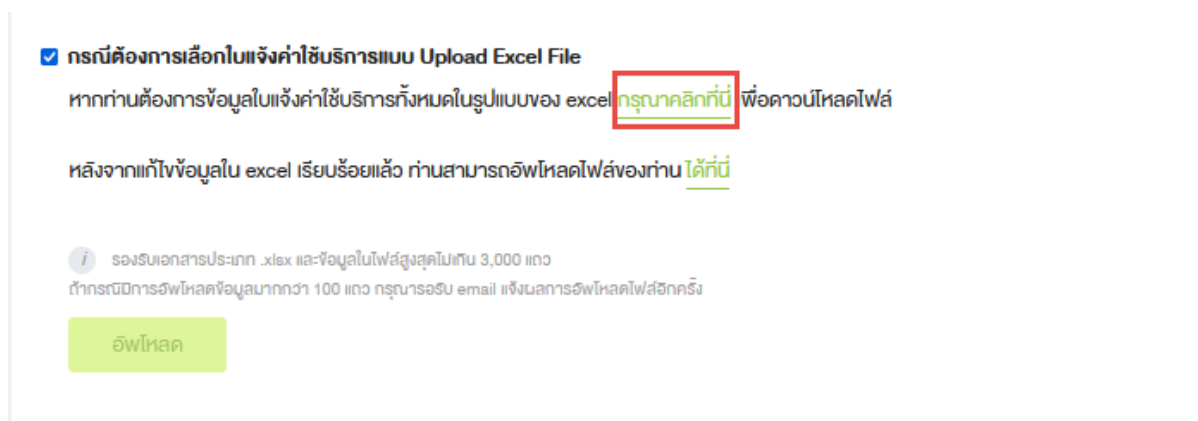 กรณีต้องการเลือกใบแจ้งค่าใช้บริการแบบ Upload Excel File
หากท่านต้องการข้อมูลใบแจ้งค่าใช้บริการทั้งหมดในรูปแบบของ excel กรุณาคลิกที่นี่ เพื่อดาวน์โหลดไฟล์
หลังจากแก้ไขข้อมูลใน excel เรียบร้อยแล้ว ท่านสามารถอัพโหลดไฟล์ของท่าน ได้ที่นี่
i รองรับเอกสารประเภท .xlsx และข้อมูลในไฟล์สูงสุดไม่เกิน 3,000 แถว
ถ้ากรณีมีการอัพโหลดข้อมูลมากกว่า 100 แถว กรุณารอรับ email แจ้งผลการอัพโหลดไฟล์อีกครั้ง
อัพโหลด